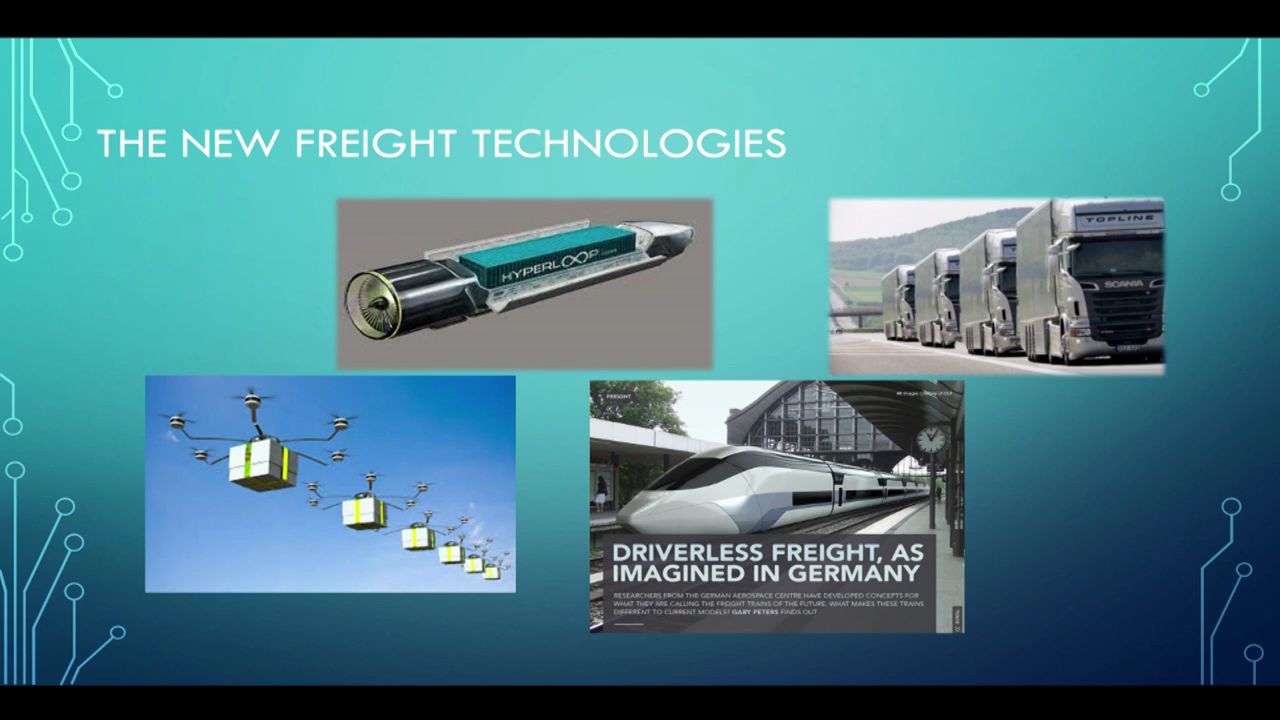 THE NEW FREIGHT TECHNOLOGIES
HYPERLOOP
TOPLINE
SCANIA
FREIGHT
DRIVERLESS FREIGHT, AS
IMAGINED IN GERMANY
RESEARCHERS FROM THE GERMAN AEROSPACE CENTRE HAVE DEVELOPED CONCEPTS FOR
WHAT THEY ARE CALLING THE FREIGHT TRAINS OF THE FUTURE. WHAT MAKES THESE TRAINS
DIFFERENT TO CURRENT MODELS? GARY PETERS FINDS OUT